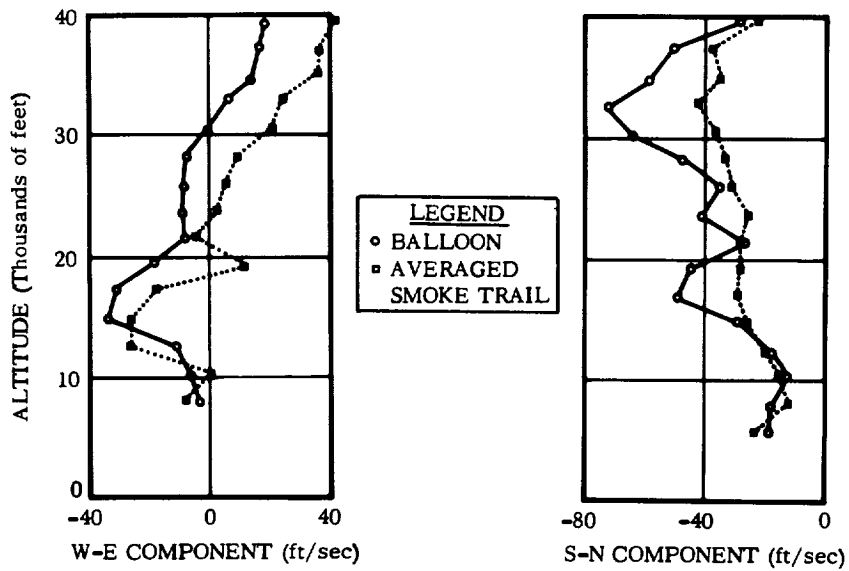 40
30
20
10
0
ALTITUDE (Thousands of feet)
-40 0 40
W-E COMPONENT (ft/sec)
LEGEND
BALLOON
AVERAGED
SMOKE TRAIL
-80 -40 0
S-N COMPONENT (ft/sec)